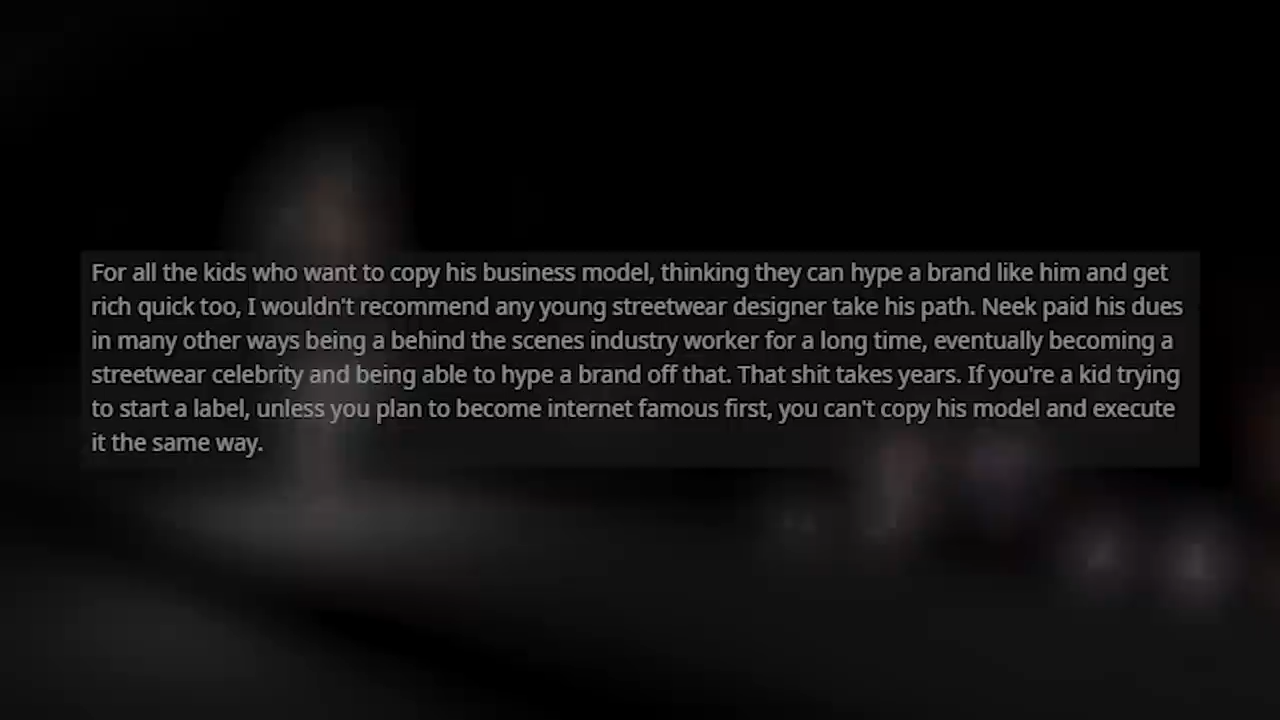 For all the kids who want to copy his business model, thinking they can hype a brand like him and get
rich quick too, I wouldn't recommend any young streetwear designer take his path. Neek paid his dues
in many other ways being a behind the scenes industry worker for a long time, eventually becoming a
streetwear celebrity and being able to hype a brand off that. That shit takes years. If you're a kid trying
to start a label, unless you plan to become internet famous first, you can't copy his model and execute
it the same way.